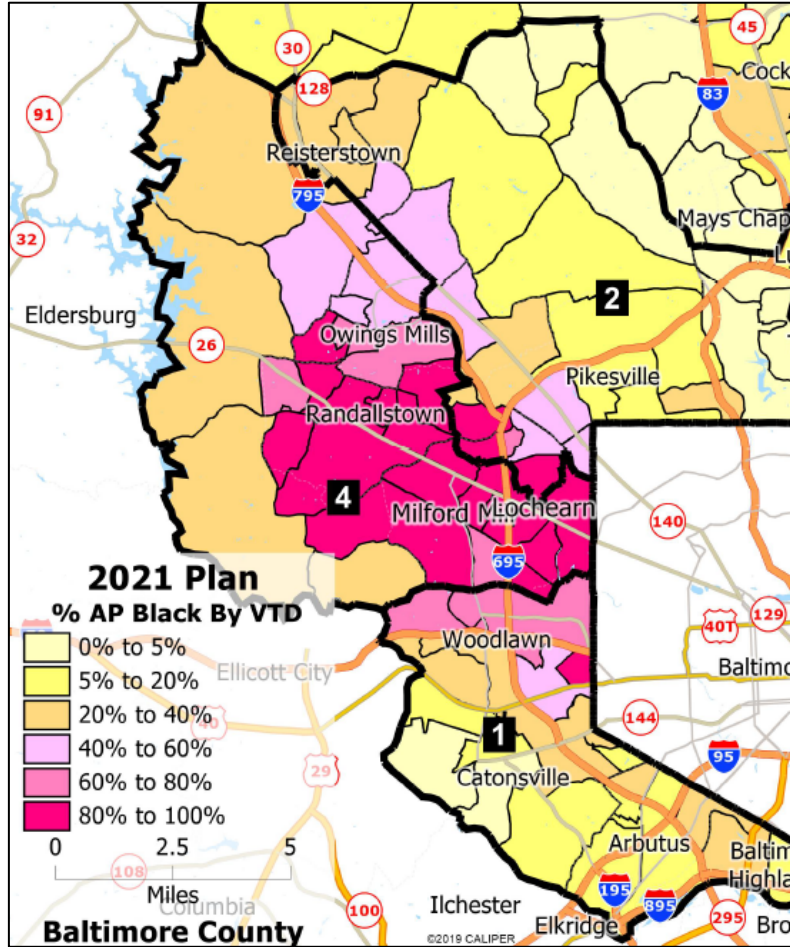 30
45
Cock
128
83
91
Reisterstown
795
Mays Chap
32
Lu
2
Eldersburg
26
Owings Mills
Pikesville
Randallstown
4
Milford Mill
Lochearn
140
695
2021 Plan
% AP Black By VTD
0% to 5%
5% to 20%
20% to 40%
40% to 60%
60% to 80%
80% to 100%
0 2.5 5
Miles
Baltimore County
129
40T
Woodlawn
Baltimo
Ellicott City
40
144
1
29
95
Catonsville
Arbutus
Baltim
Highla
108
195
895
Columbia
100
Ilchester
Elkridge
295
Bro
©2019 CALIPER